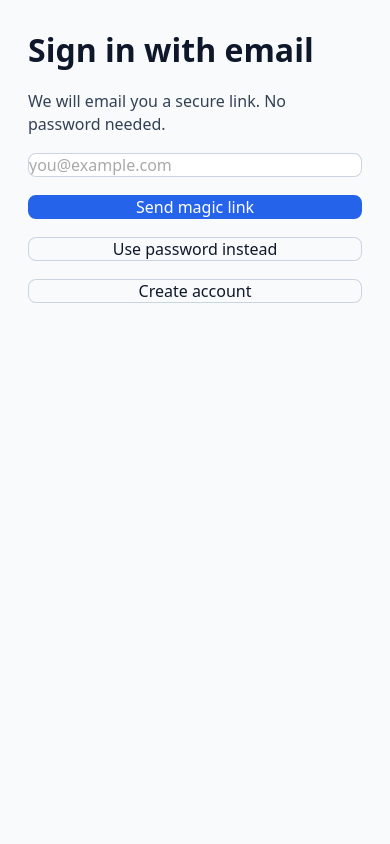 Sign in with email
We will email you a secure link. No
password needed.
you@example.com
Send magic link
Use password instead
Create account